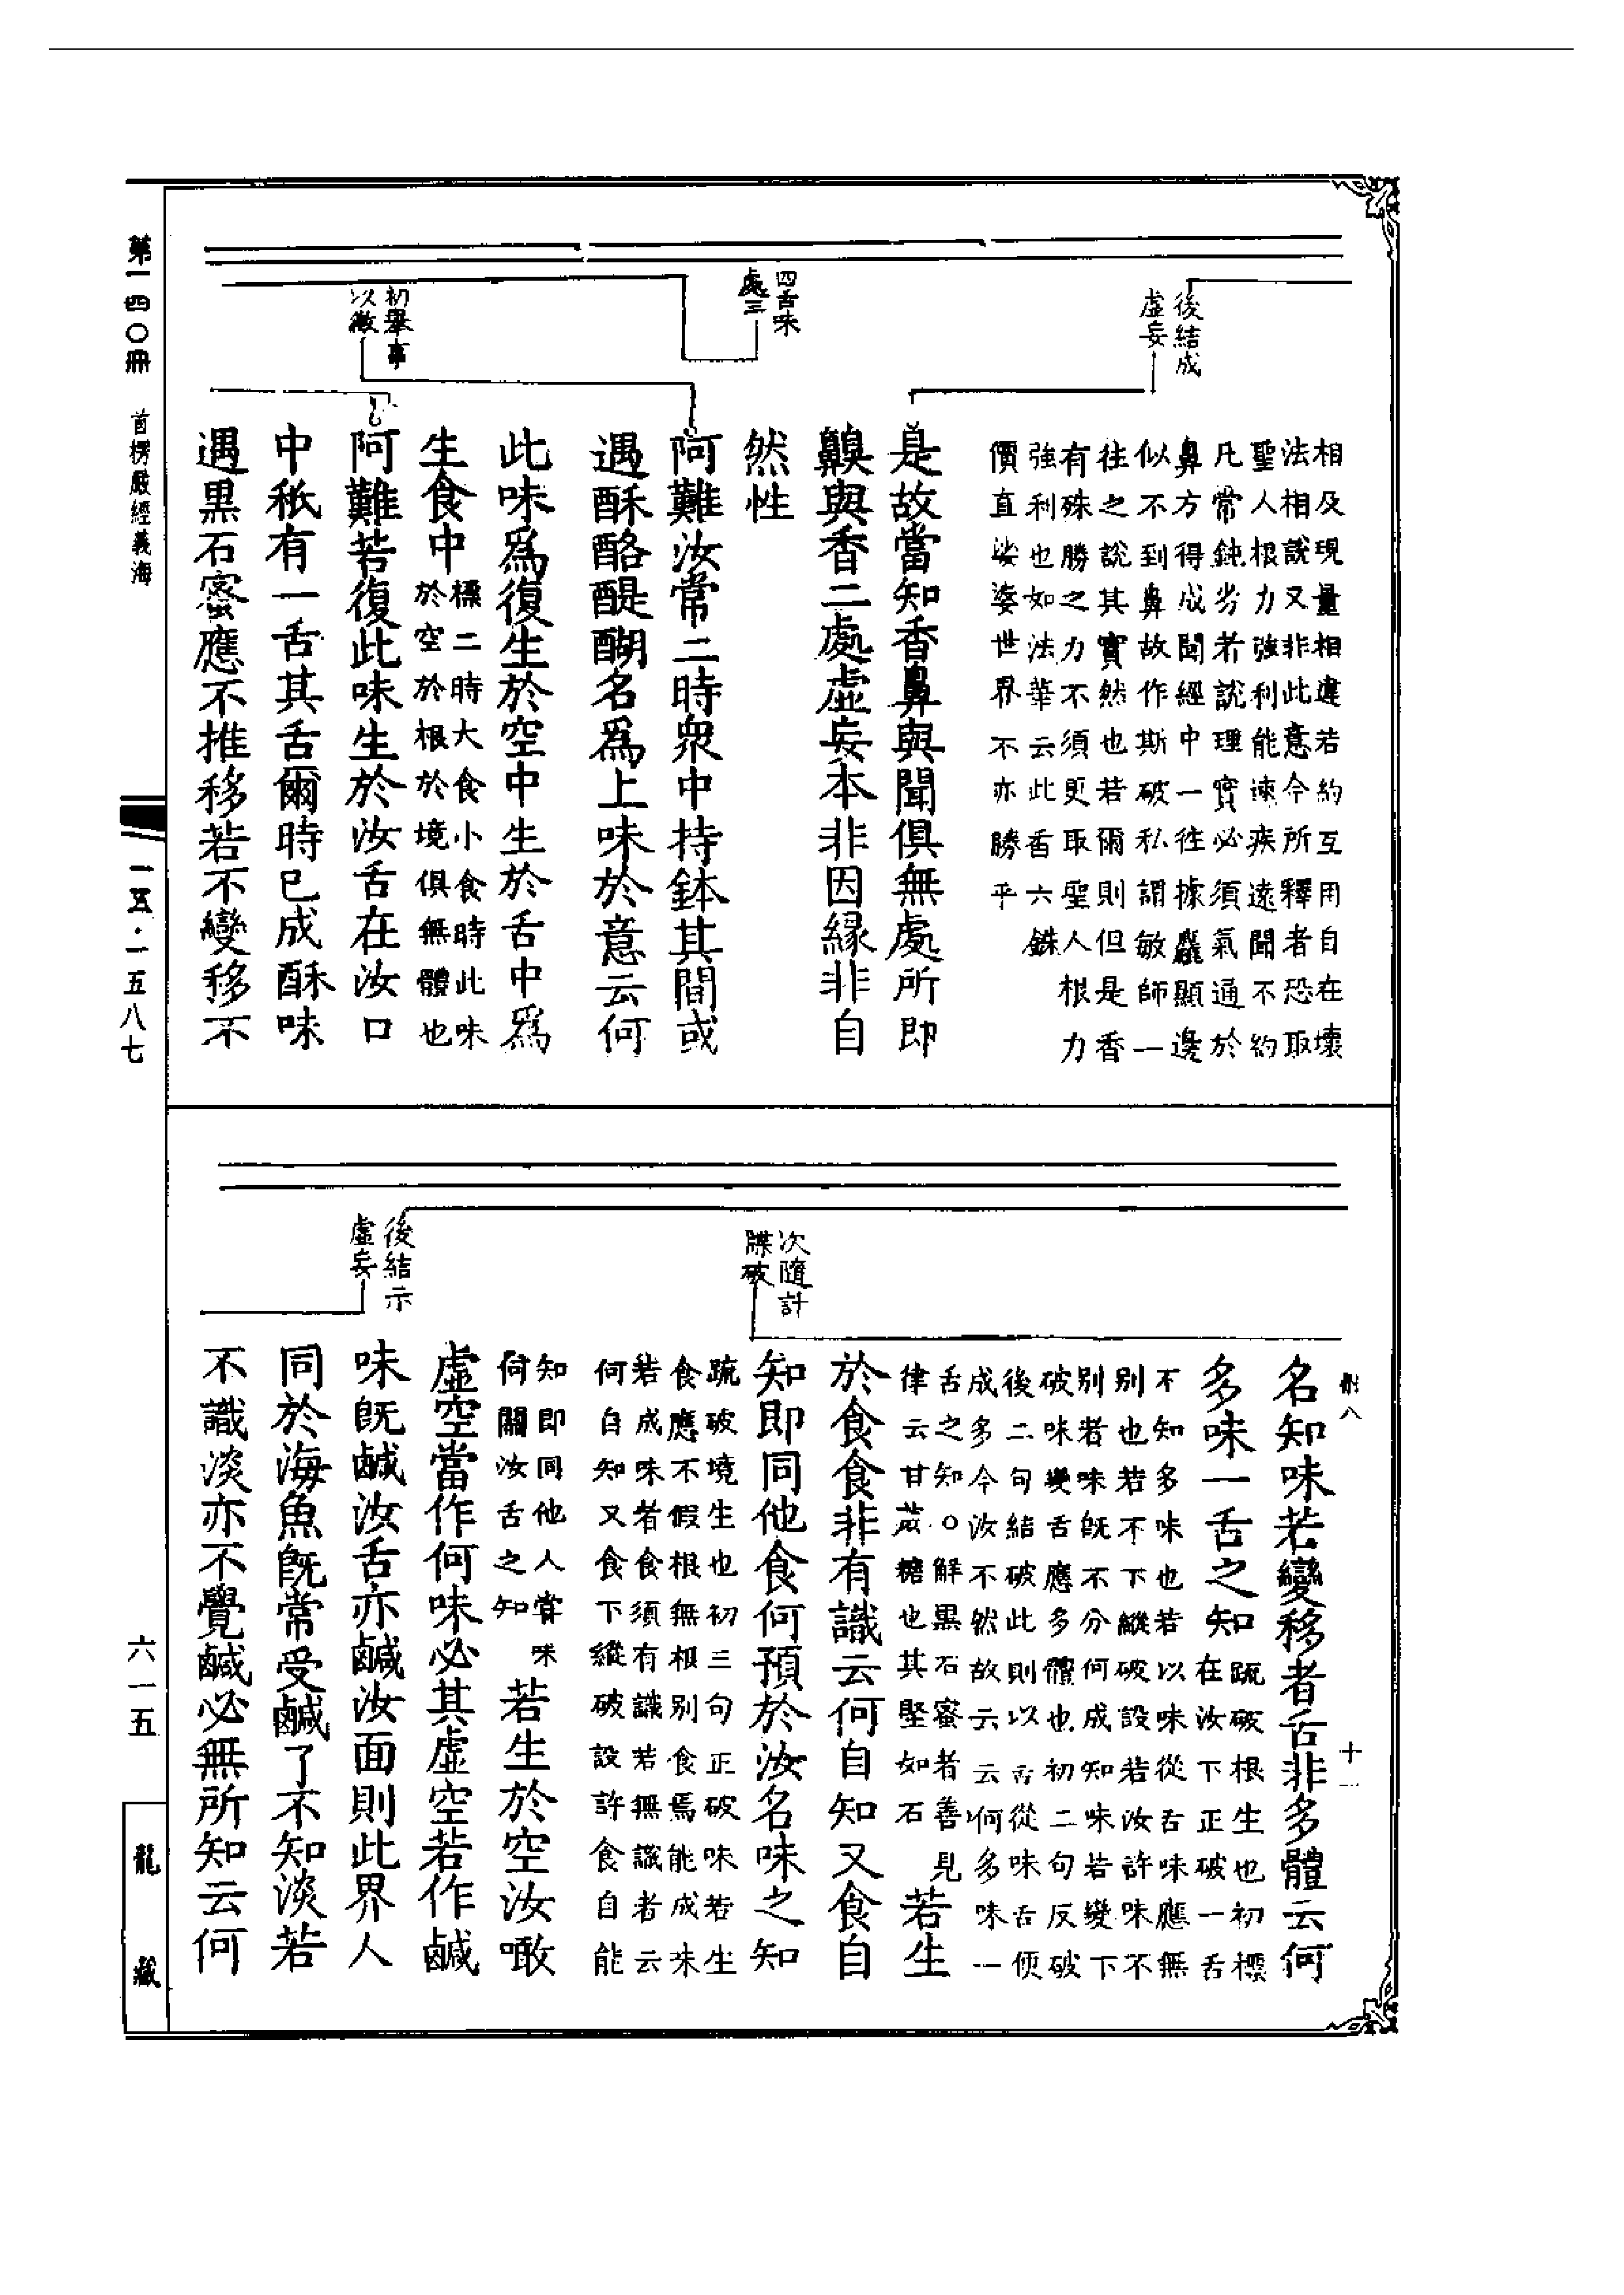 後結成
虛妄
四舌味
處三
初舉事
以徵
相及現量相違若約互用自在壞
法相說又非此意今所釋者恐取
聖人根力強利能速疾遠聞不約
凡常鈍劣若說理實必須氣通於
鼻方得成聞經中一往據麤顯邊
似不到鼻故作斯破私謂敏師一
往之說其實然也若爾則但是香
有殊勝之力不須更取聖人根力
強利也如法華云此香六銖
價直娑婆世界不亦勝乎
是故當知香鼻與聞俱無處所即
齅與香二處虛妄本非因緣非自
然性
阿難汝常二時眾中持鉢其間或
遇酥酪醍醐名為上味於意云何
此味為復生於空中生於舌中為
生食中
標二時大食小食時此味
於空於根於境俱無體也
阿難若復此味生於汝舌在汝口
中秖有一舌其舌爾時已成酥味
遇黑石蜜應不推移若不變移不
第一四〇冊
首楞嚴經義海
一五·一五八七
次隨計
牒破
後結示
虛妄
八
十一
名知味若變移者舌非多體云何
多味一舌之知
疏破根生也初標
在汝下正破一舌
不知多味也若以味從舌味應無
別也若不下縱破設若汝許味不
別者味既不分何成知味若變下
破味變舌應多體也初二句反破
後二句結破此則以舌從味舌便
成多今汝不然故云云何多味一
舌之知〇解黑石蜜者善見
律云甘蔗糖也其堅如石
若生
於食食非有識云何自知又食自
知即同他食何預於汝名味之知
疏破境生也初三句正破味若生
食應不假根無根別食焉能成味
若成味者食須有識若無識者云
何自知又食下縱破設許食自能
知即同他人甞味
何關汝舌之知
若生於空汝噉
虛空當作何味必其虛空若作鹹
味既鹹汝舌亦鹹汝面則此界人
同於海魚既常受鹹了不知淡若
不識淡亦不覺鹹必無所知云何
六一五
龍藏